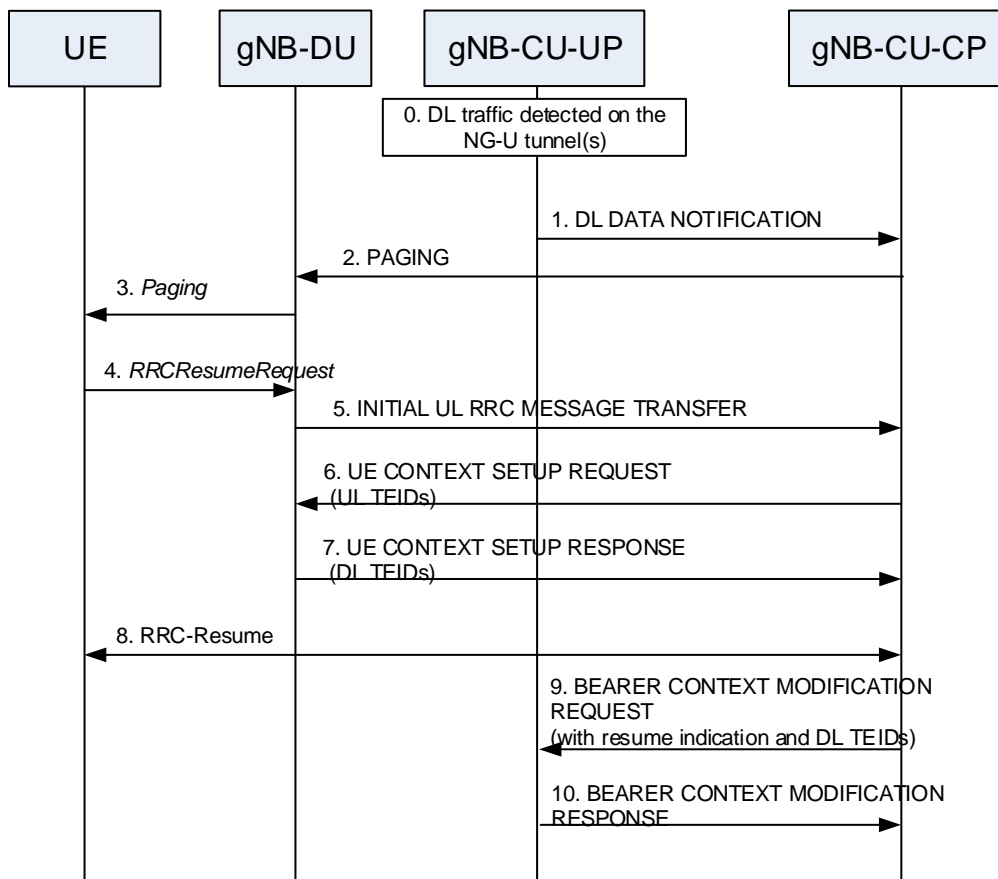 UE
gNB-DU
gNB-CU-UP
gNB-CU-CP
0. DL traffic detected on the
NG-U tunnel(s)
1. DL DATA NOTIFICATION
2. PAGING
3. Paging
4. RRCResumeRequest
5. INITIAL UL RRC MESSAGE TRANSFER
6. UE CONTEXT SETUP REQUEST
(UL TEIDs)
7. UE CONTEXT SETUP RESPONSE
(DL TEIDs)
8. RRC-Resume
9. BEARER CONTEXT MODIFICATION
REQUEST
(with resume indication and DL TEIDs)
10. BEARER CONTEXT MODIFICATION
RESPONSE